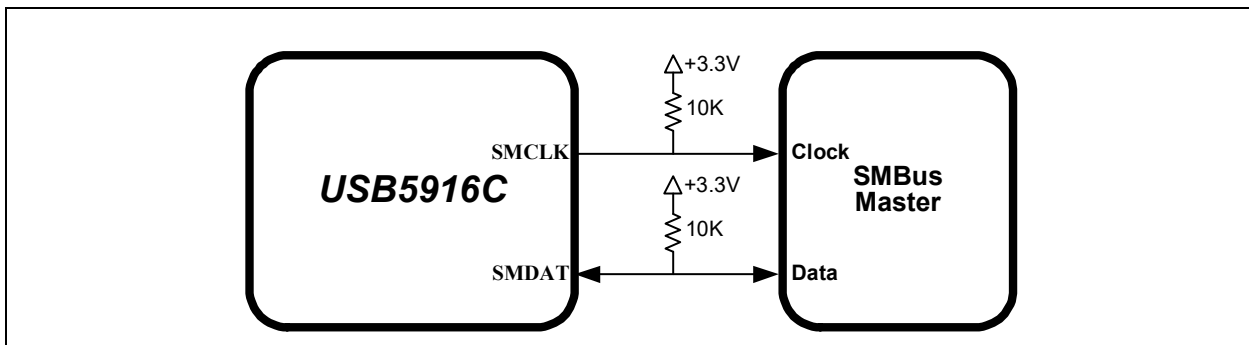 +3.3V
10K
SMCLK
Clock
USB5916C
SMBus
Master
+3.3V
10K
SMDAT
Data